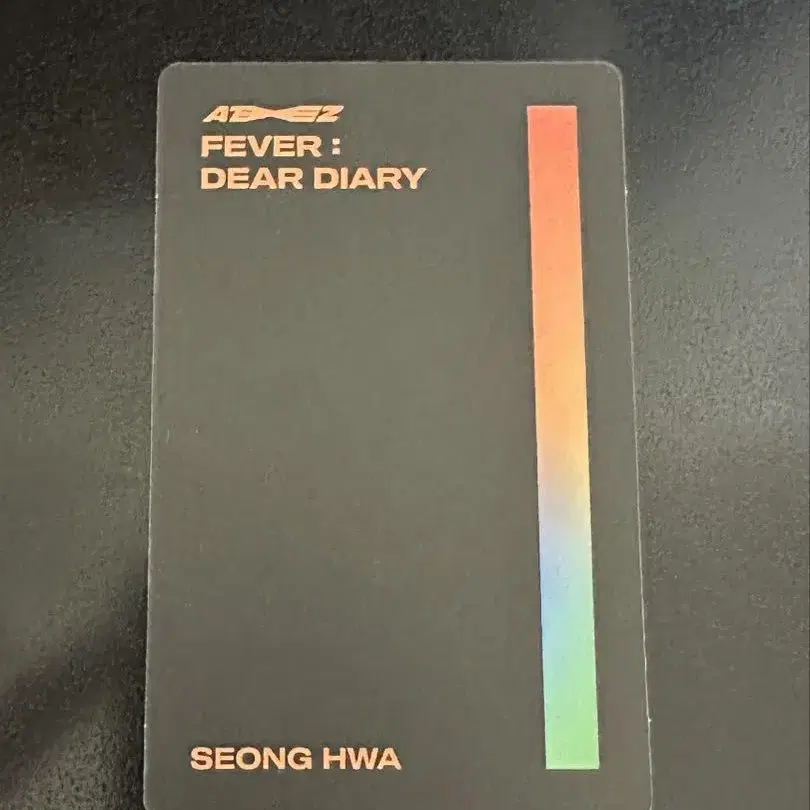 ATEEZ
FEVER :
DEAR DIARY
SEONG HWA